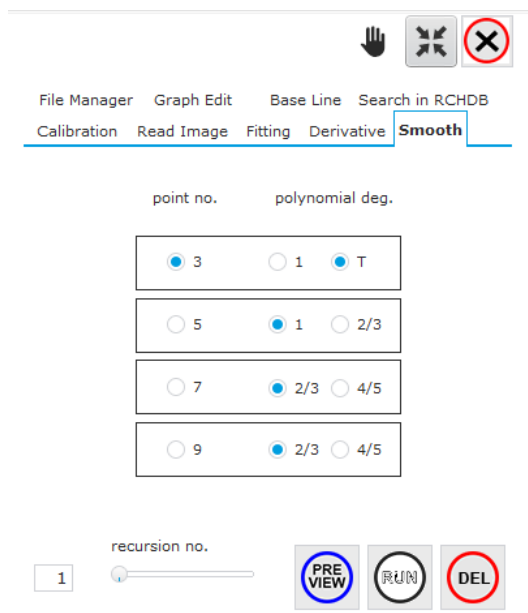 File Manager Graph Edit Base Line Search in RCHDB
Calibration Read Image Fitting Derivative Smooth
point no. polynomial deg.
3 1 T
5 1 2/3
7 2/3 4/5
9 2/3 4/5
recursion no.
1
PRE
VIEW
RUN
DEL